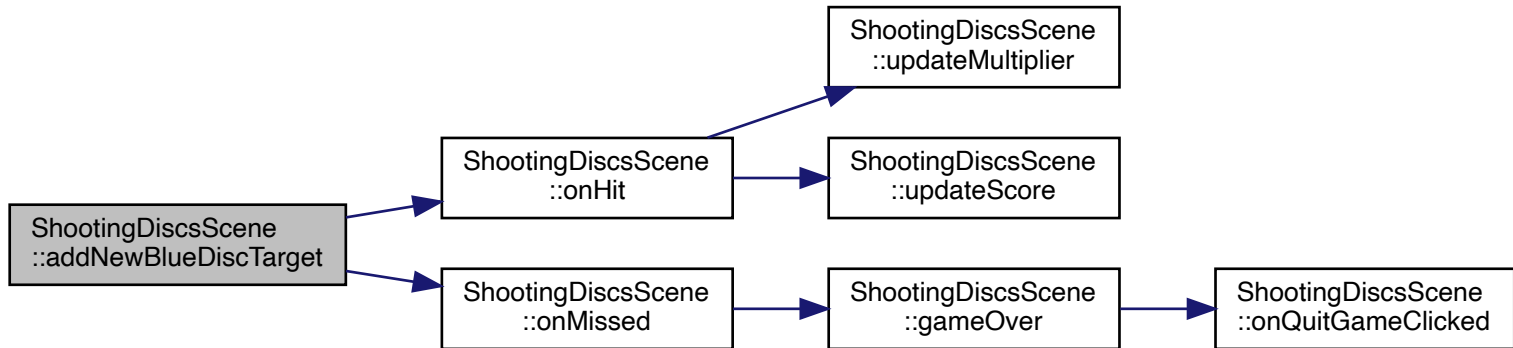 ShootingDiscsScene
::addNewBlueDiscTarget
ShootingDiscsScene
::onHit
ShootingDiscsScene
::updateMultiplier
ShootingDiscsScene
::updateScore
ShootingDiscsScene
::onMissed
ShootingDiscsScene
::gameOver
ShootingDiscsScene
::onQuitGameClicked